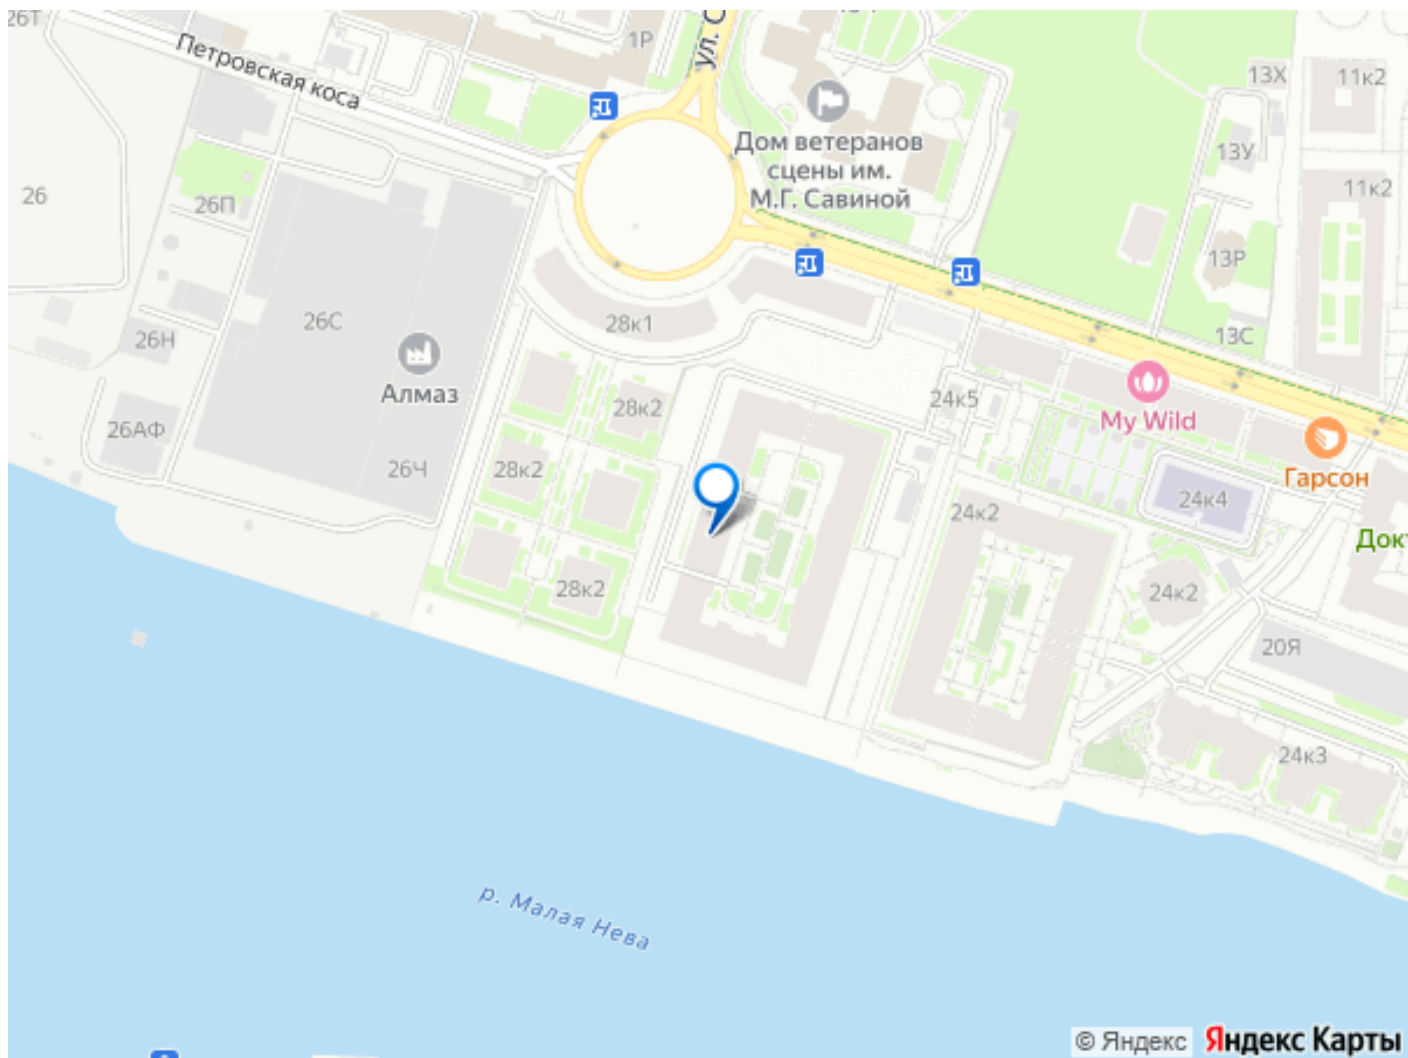 26Т
Петровская коса
1Р
ул. С
13Х
11к2
Дом ветеранов
сцены им.
М.Г. Савиной
13У
11к2
26
26П
13Р
26С
28к1
13С
26Н
Алмаз
28к2
24к5
My Wild
26АФ
26Ч
28к2
Гарсон
24к4
24к2
Док
28к2
24к2
20Я
24к3
р. Малая Нева
© Яндекс
Яндекс Карты